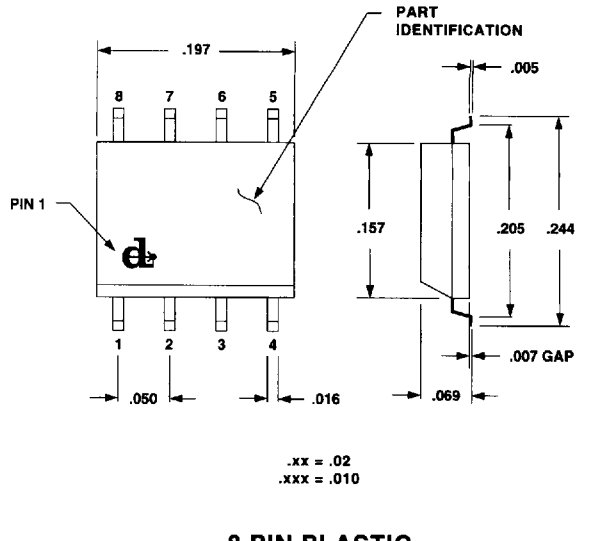 PART
IDENTIFICATION
.197
.005
8 7 6 5
PIN 1
d
.157
.205 .244
1 2 3 4
.007 GAP
.050
.016
.069
.xx = .02
.xxx = .010
8 PIN PLASTIC